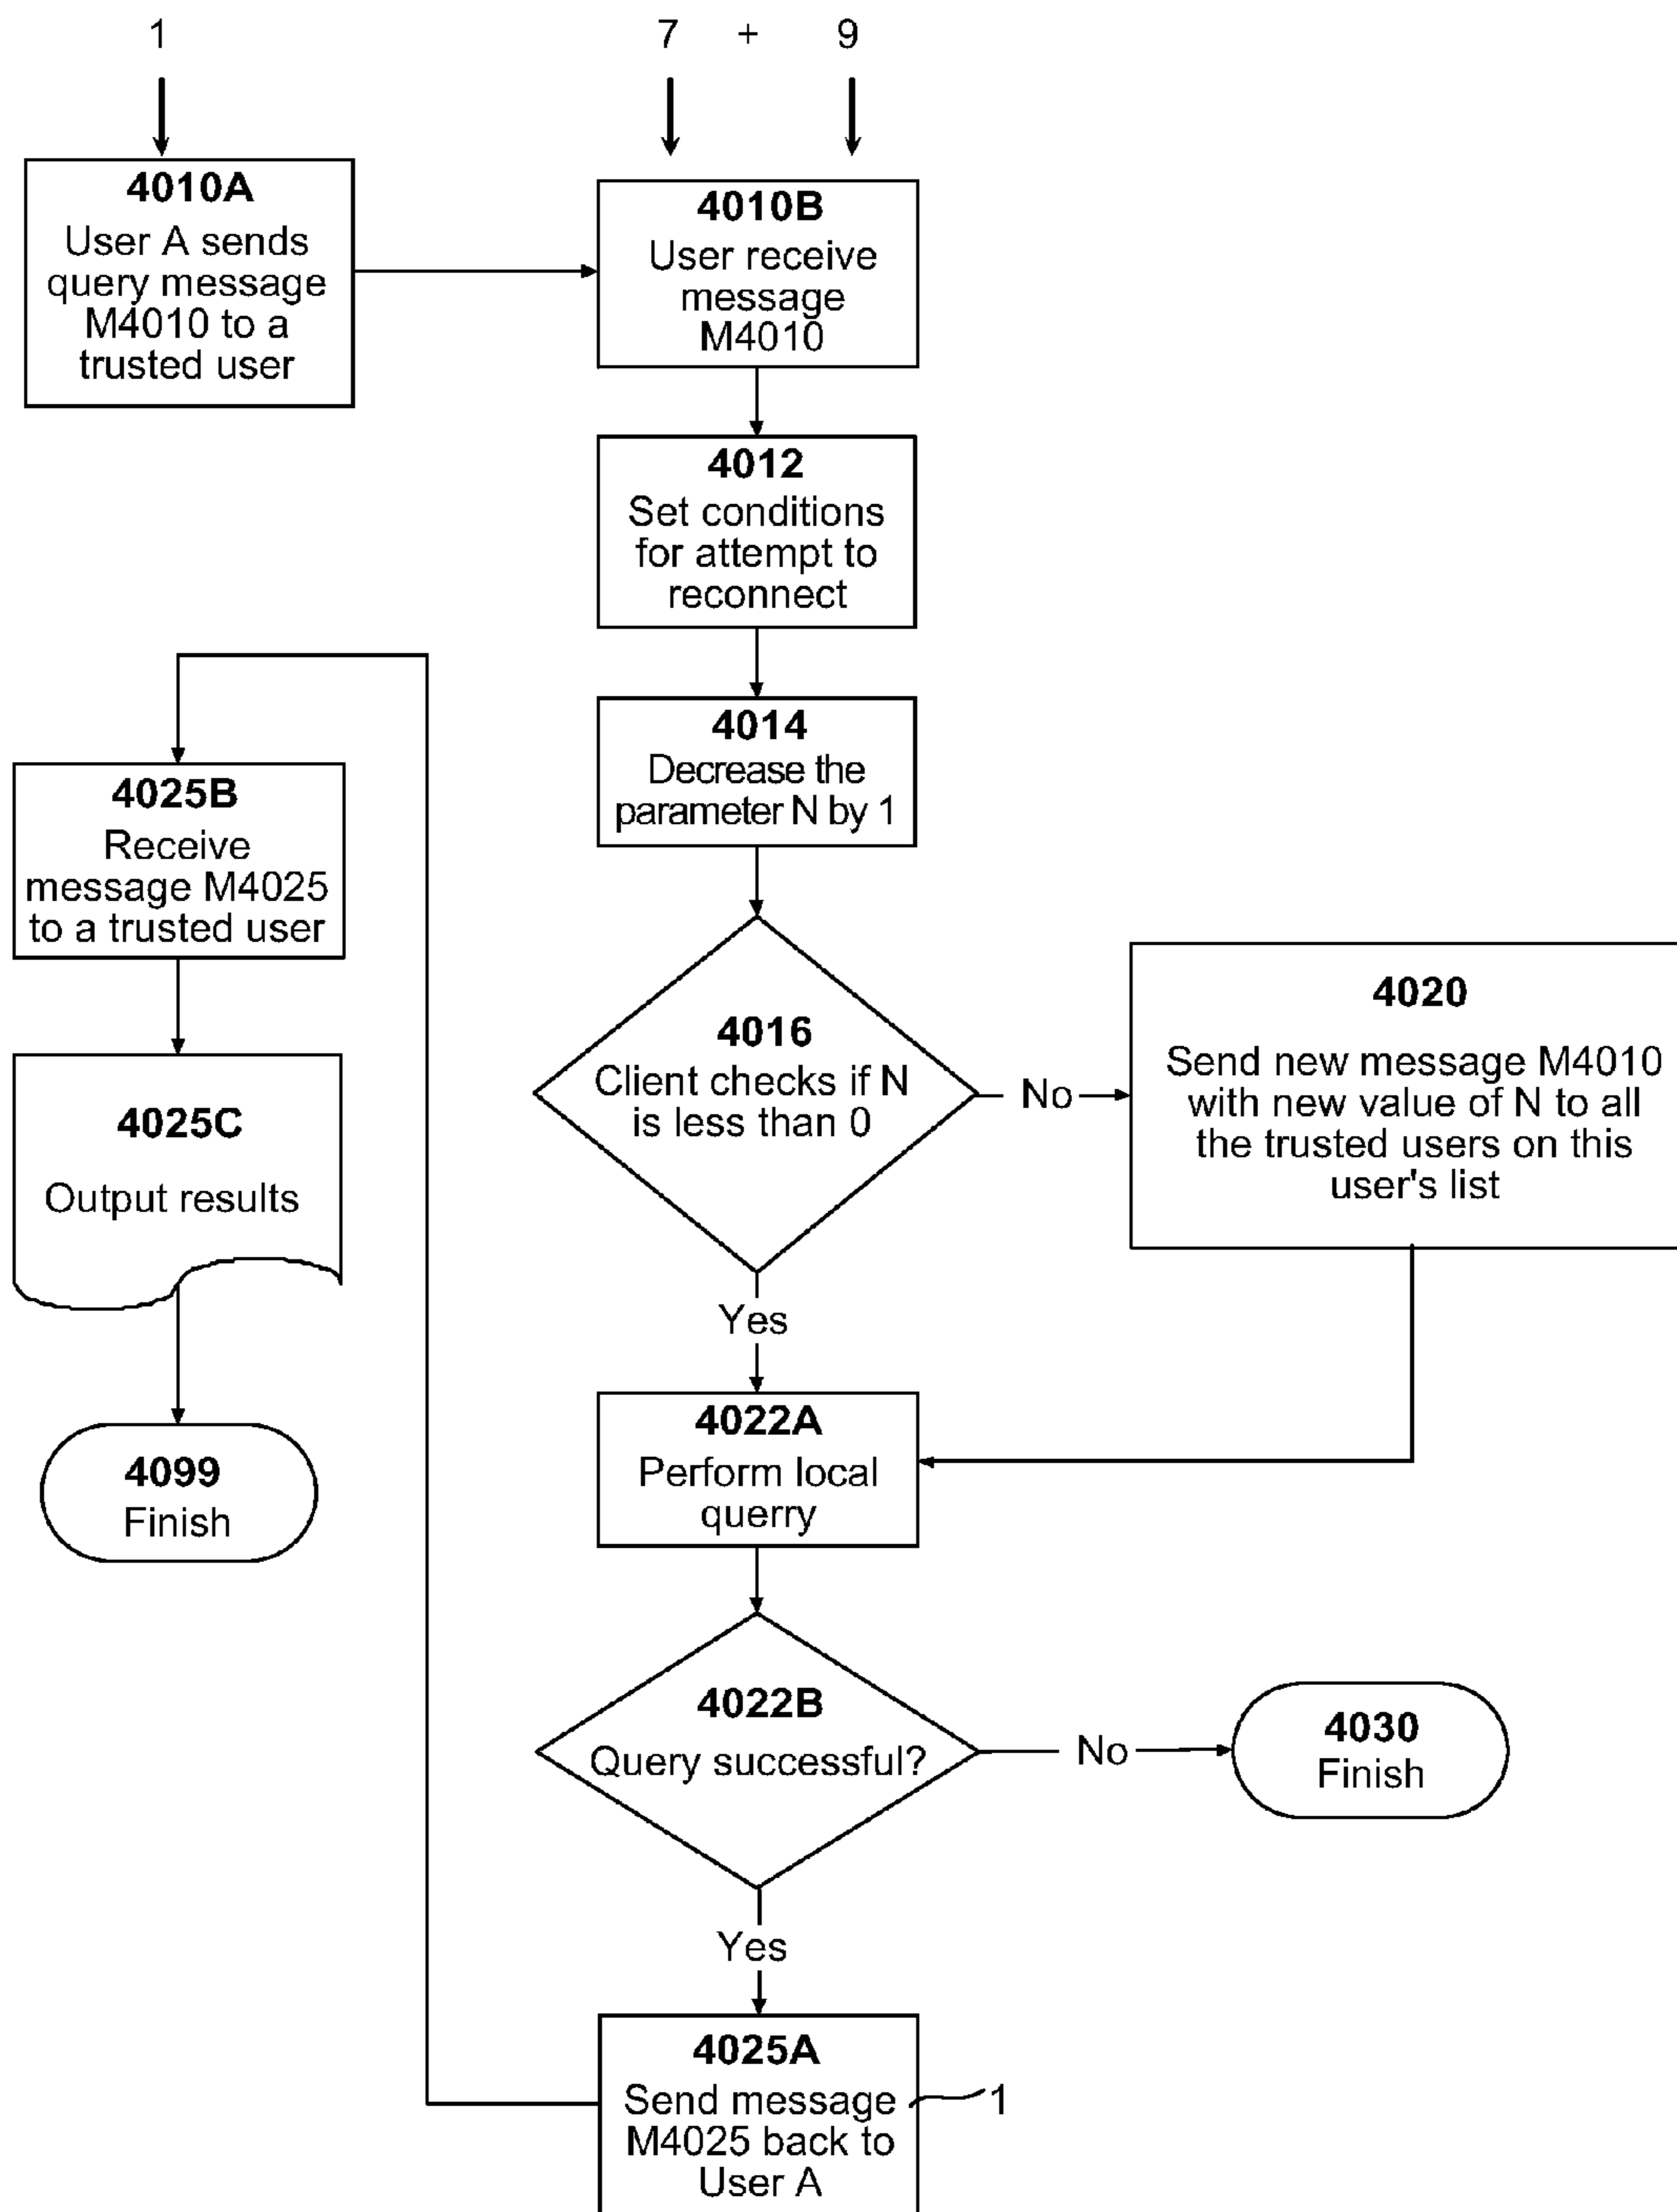 1
7 + 9
4010A
User A sends
query message
M4010 to a
trusted user
4010B
User receive
message
M4010
4012
Set conditions
for attempt to
reconnect
4014
Decrease the
parameter N by 1
4025B
Receive
message M4025
to a trusted user
4016
Client checks if N
is less than 0
No
4020
Send new message M4010
with new value of N to all
the trusted users on this
user's list
4025C
Output results
Yes
4022A
Perform local
querry
4099
Finish
4022B
Query successful?
No
4030
Finish
Yes
4025A
Send message
M4025 back to
User A
1